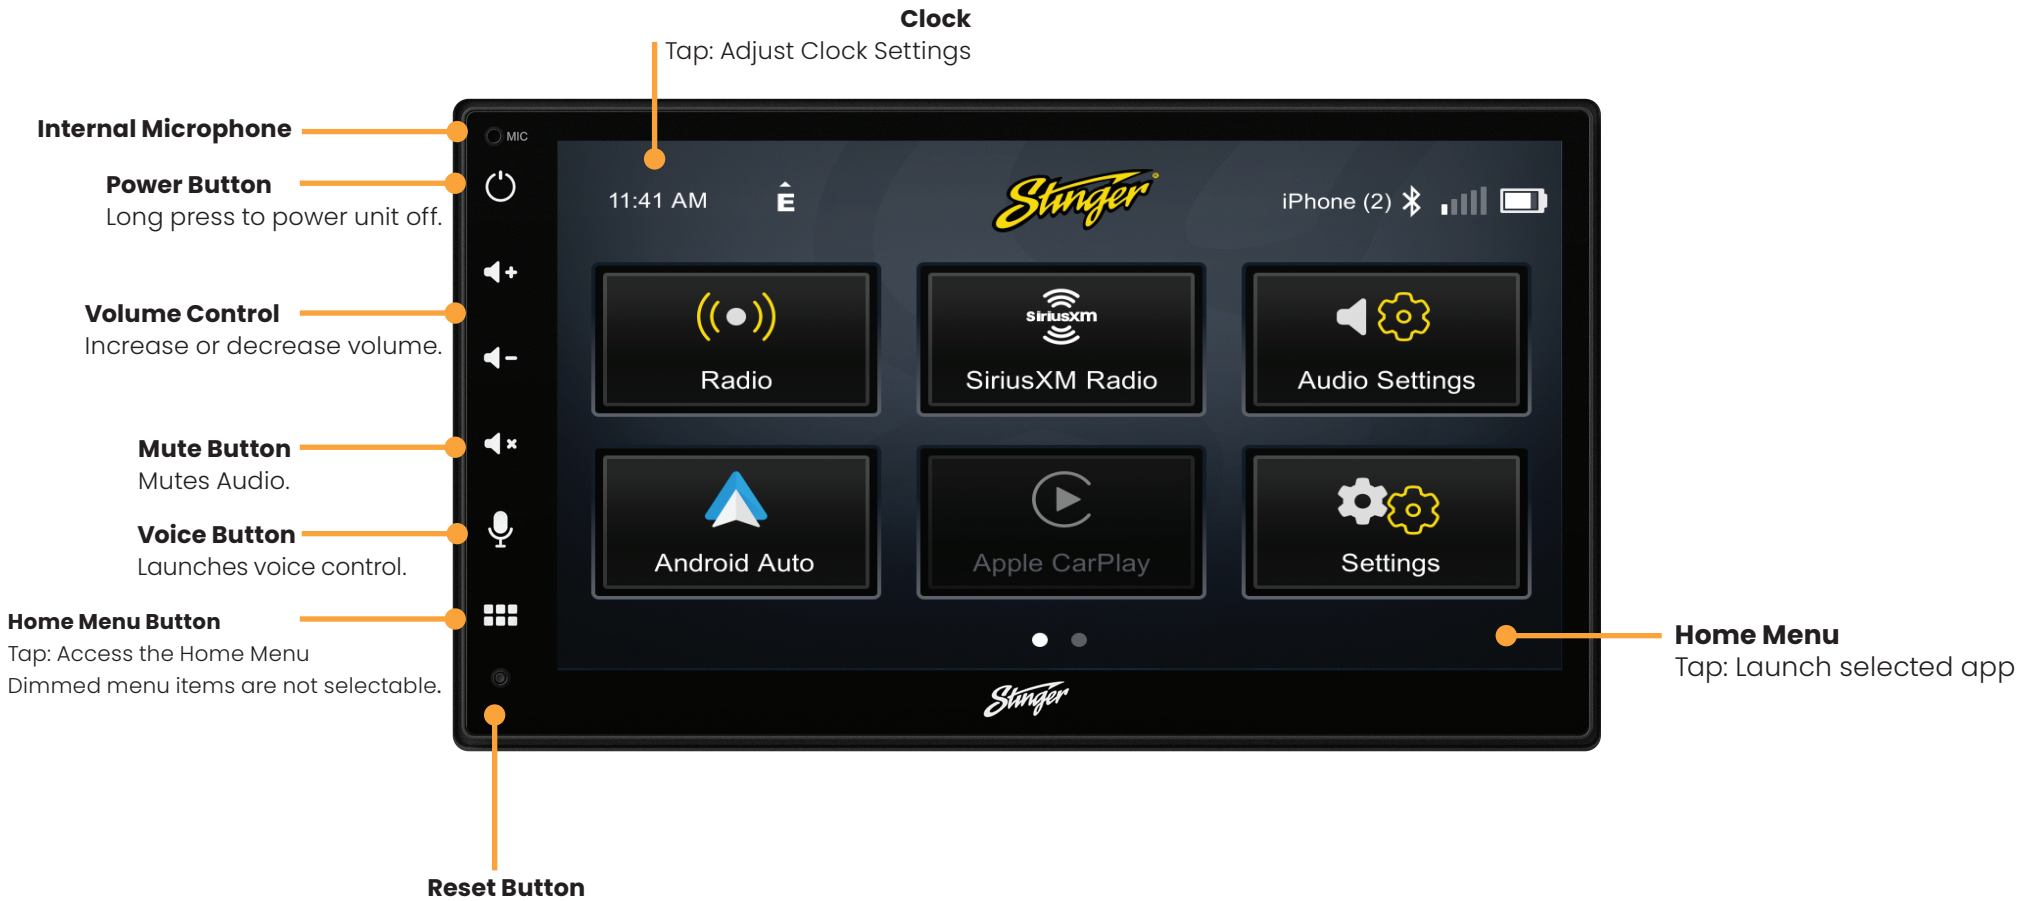 Clock
Tap: Adjust Clock Settings
Internal Microphone
MIC
Power Button
Long press to power unit off.
11:41 AM
E
Stinger
iPhone (2)
Volume Control
Increase or decrease volume.
siriusxm
Radio
SiriusXM Radio
Audio Settings
Mute Button
Mutes Audio.
Voice Button
Launches voice control.
Android Auto
Apple CarPlay
Settings
Home Menu Button
Tap: Access the Home Menu
Dimmed menu items are not selectable.
Home Menu
Tap: Launch selected app
Stinger
Reset Button